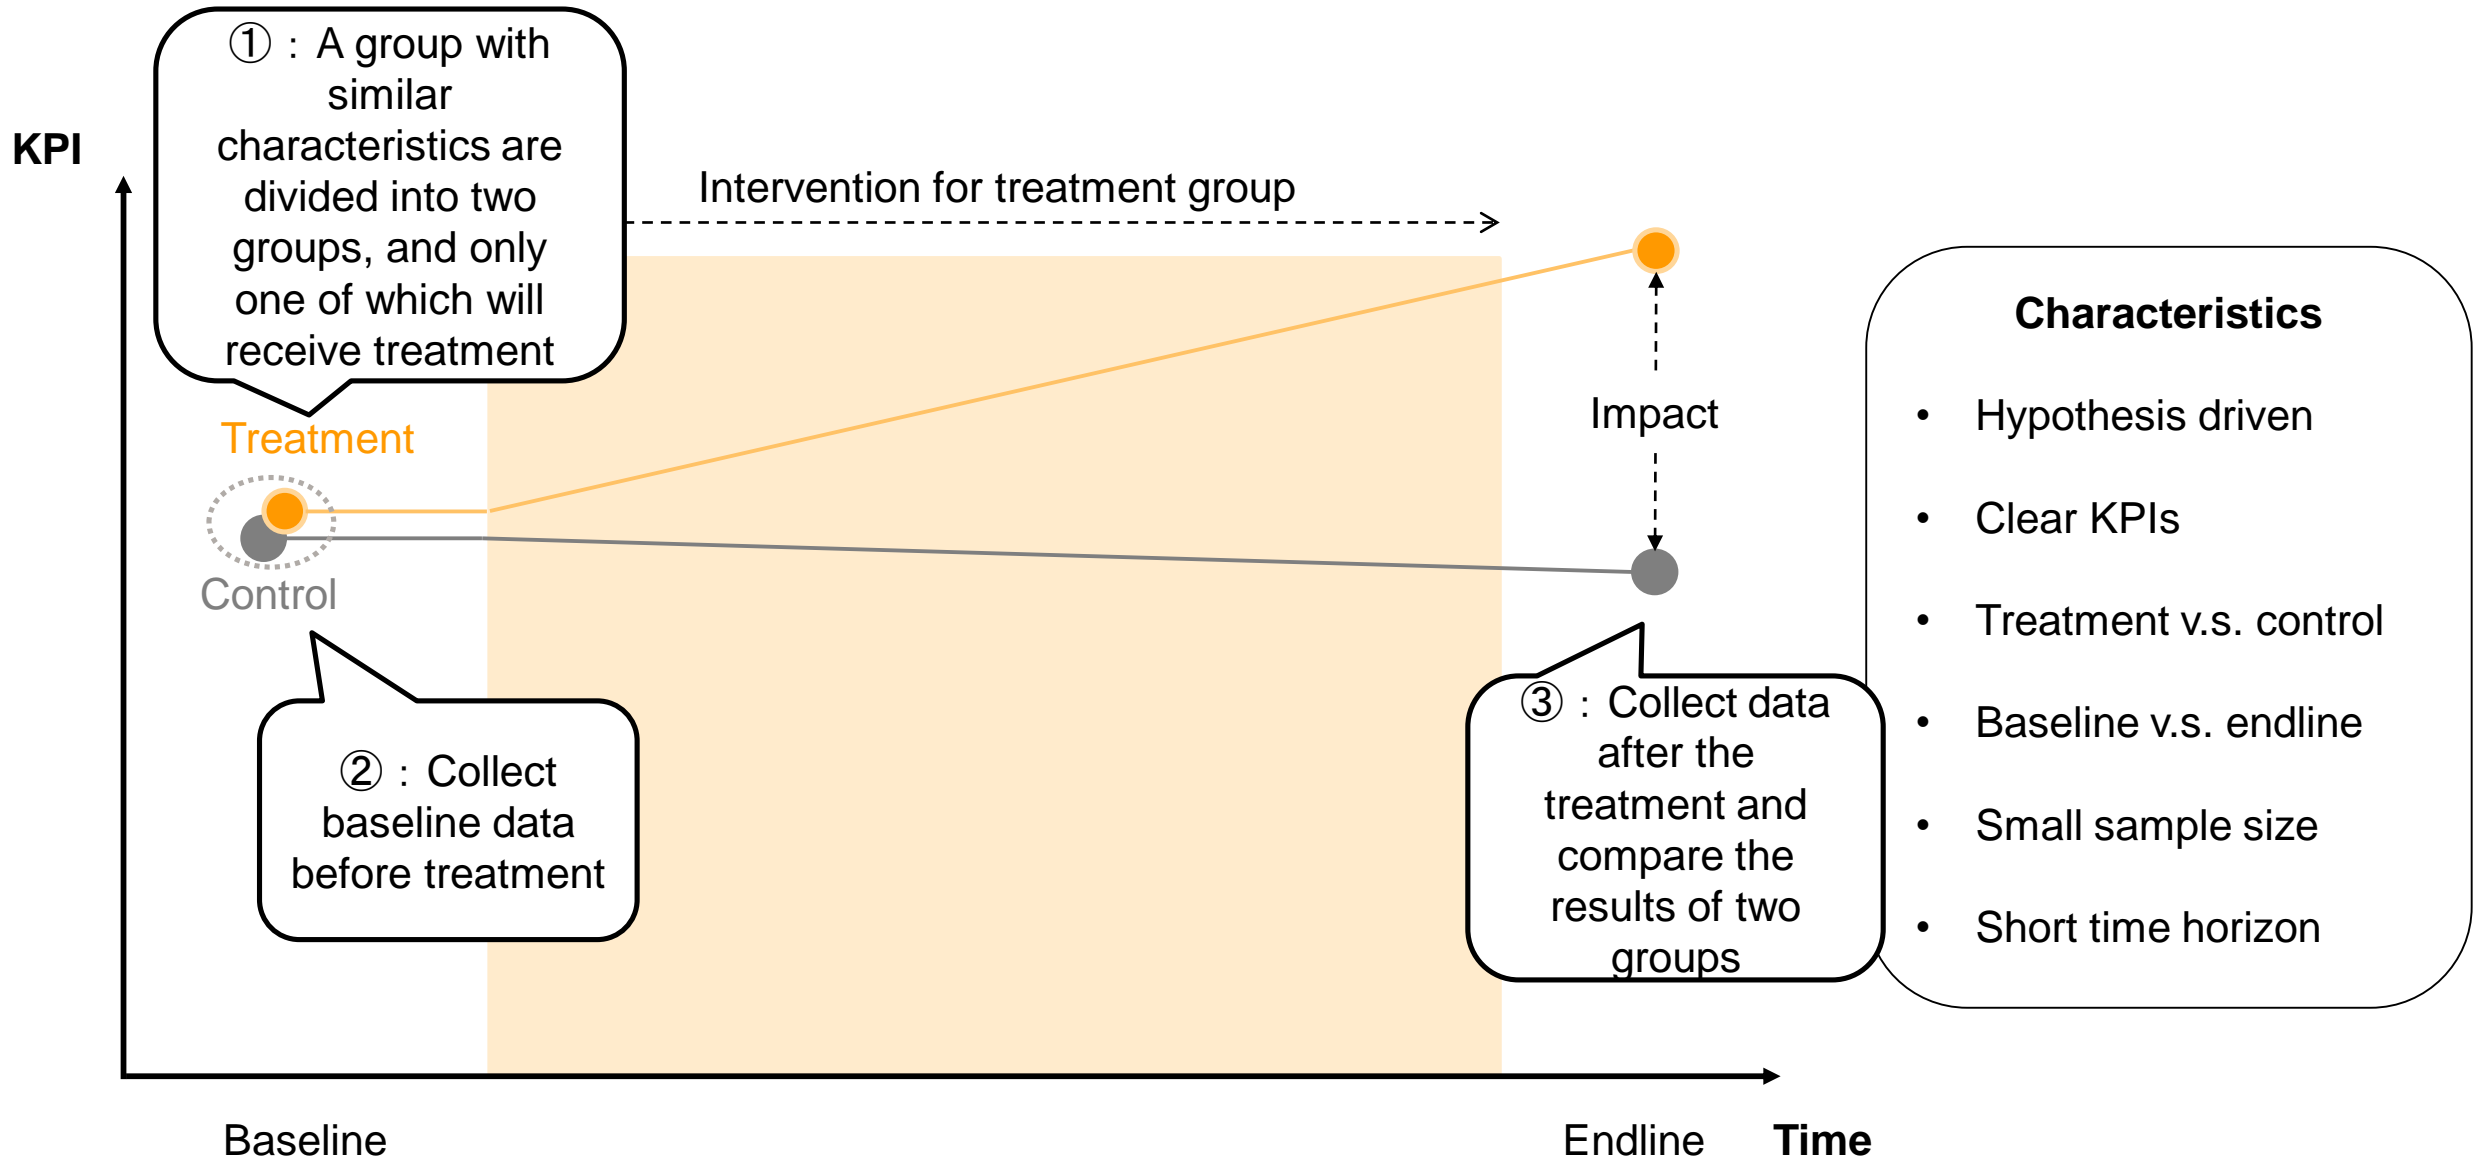 ① : A group with
similar
characteristics are
divided into two
groups, and only
one of which will
receive treatment
KPI
Intervention for treatment group
Treatment
Control
Impact
② : Collect
baseline data
before treatment
③ : Collect data
after the
treatment and
compare the
results of two
groups
Characteristics
• Hypothesis driven
• Clear KPIs
• Treatment v.s. control
• Baseline v.s. endline
• Small sample size
• Short time horizon
Baseline
Endline
Time